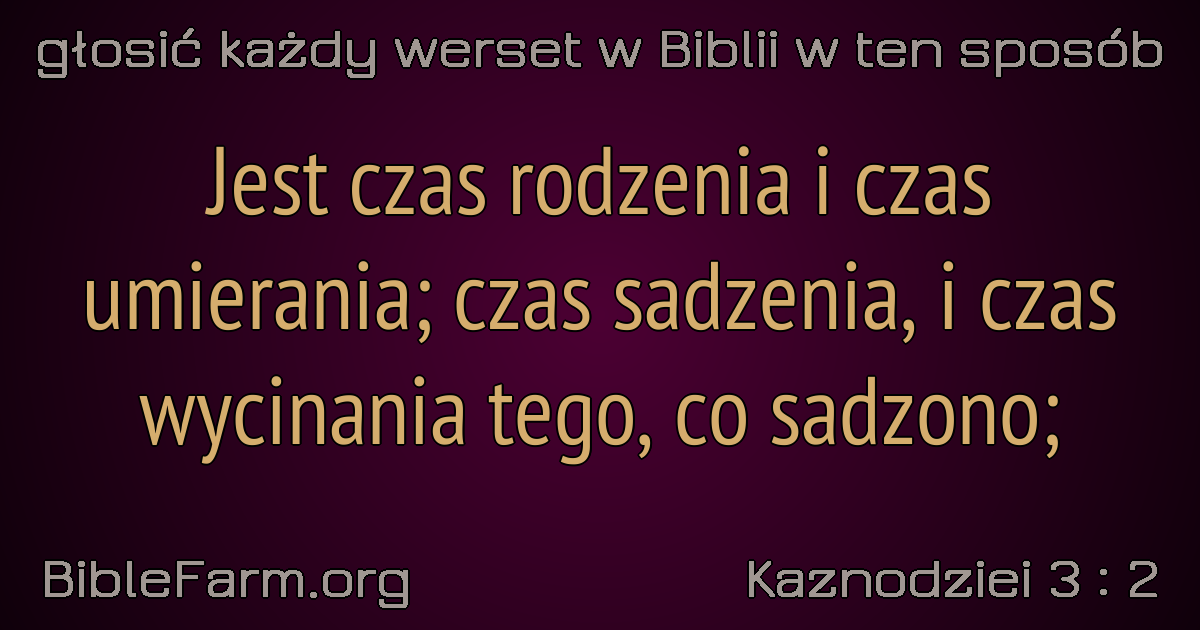 głosić każdy werset w Biblii w ten sposób
Jest czas rodzenia i czas
umierania; czas sadzenia, i czas
wycinania tego, co sadzono;
BibleFarm.org
Kaznodziei 3 : 2